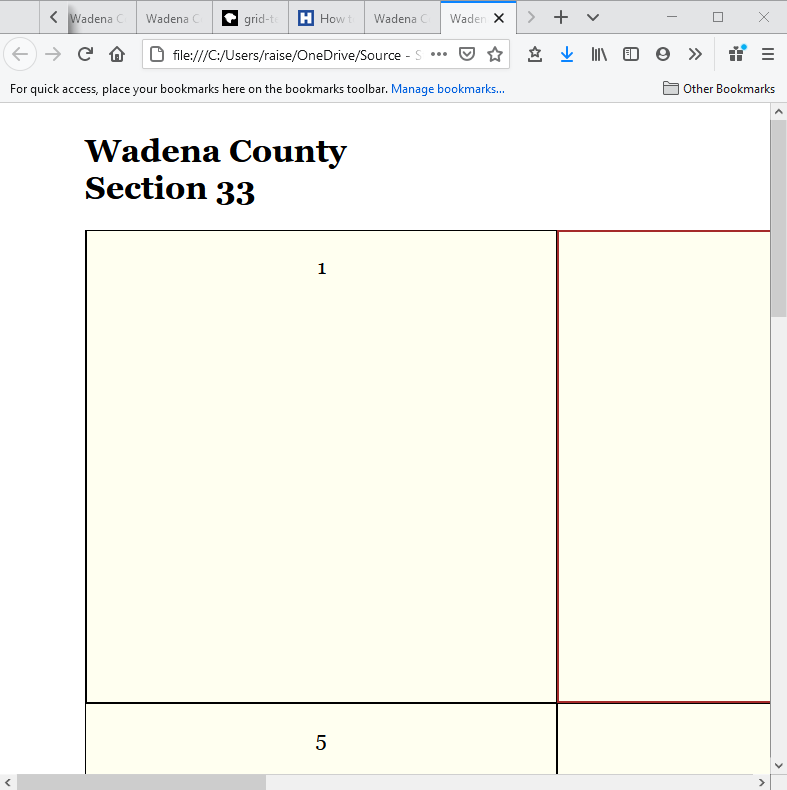 Wadena C
Wadena C
grid-t
How t
Wadena C
Waden
file:///C:/Users/raise/OneDrive/Source - S
For quick access, place your bookmarks here on the bookmarks toolbar. Manage bookmarks...
Other Bookmarks
Wadena County
Section 33
1
5